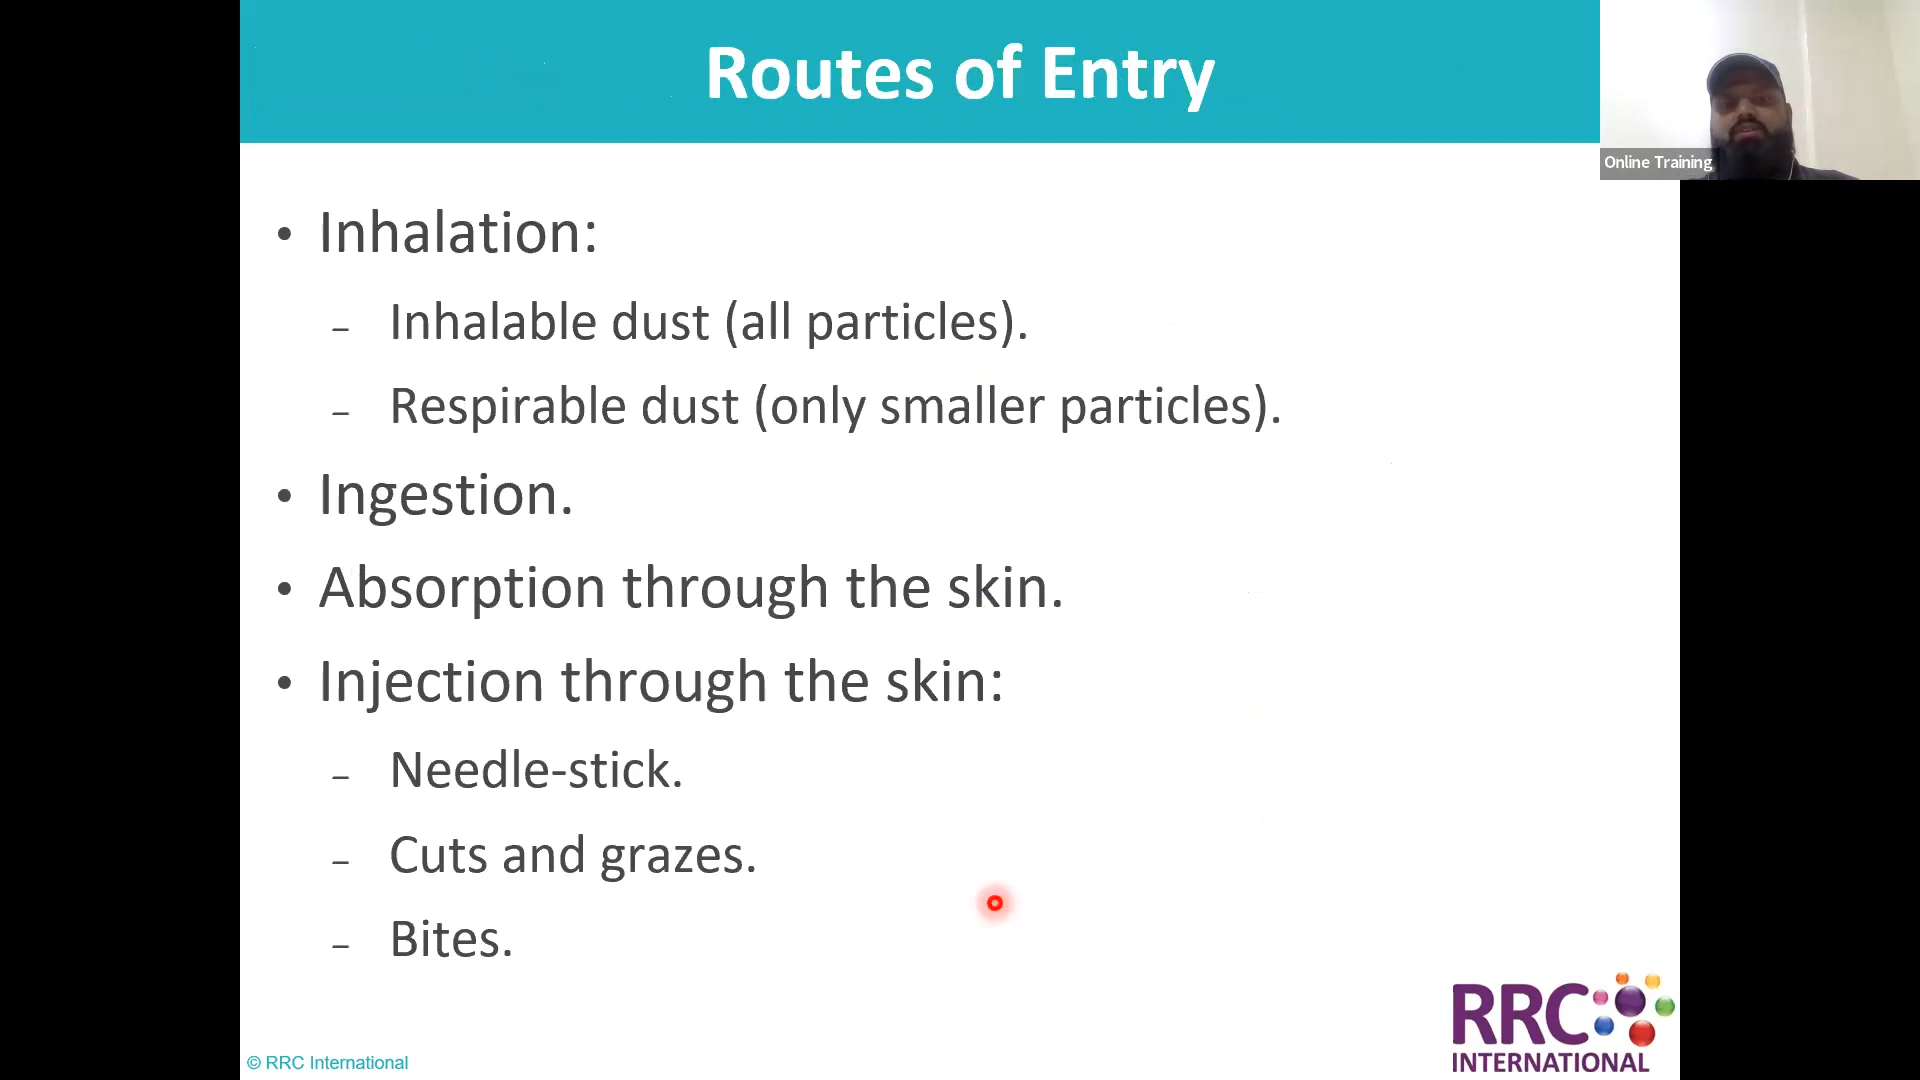 Routes of Entry
Online Training
• Inhalation:
– Inhalable dust (all particles).
– Respirable dust (only smaller particles).
• Ingestion.
• Absorption through the skin.
• Injection through the skin:
– Needle-stick.
– Cuts and grazes.
– Bites.
RRC
INTERNATIONAL
© RRC International